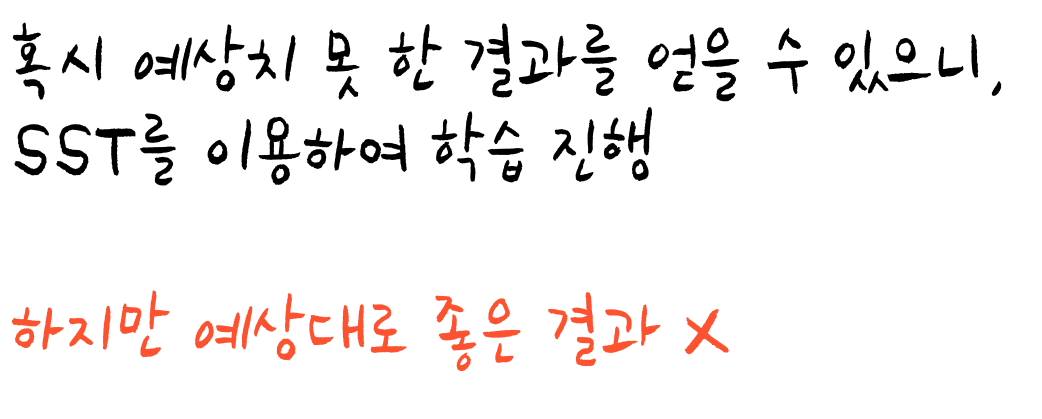 혹시 예상치 못 한 결과를 얻을 수 있으니,
SST를 이용하여 학습 진행
하지만 예상대로 좋은 결과 X